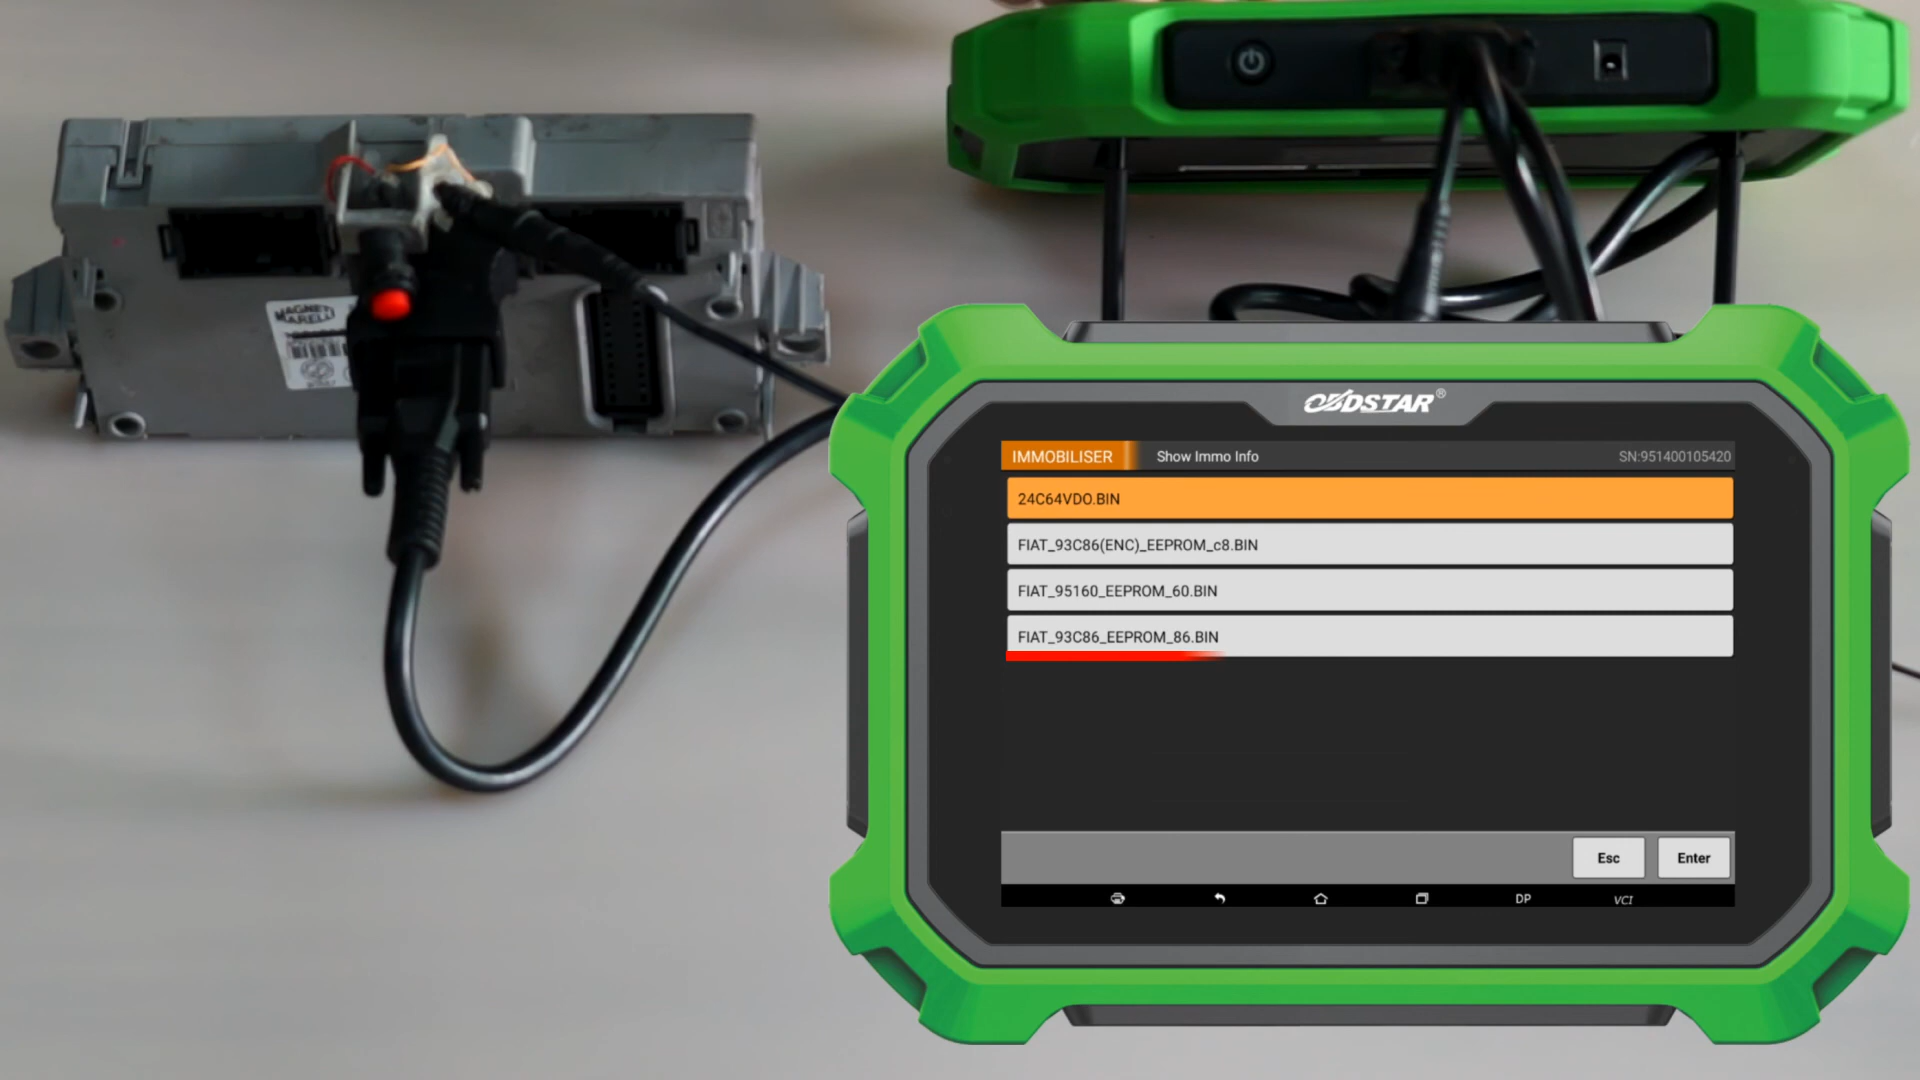 MAGNETI
MARELLI
OBDSTAR®
IMMOBILISER Show Immo Info SN:951400105420
24C64VDO.BIN
FIAT_93C86(ENC)_EEPROM_c8.BIN
FIAT_95160_EEPROM_60.BIN
FIAT_93C86_EEPROM_86.BIN
Esc Enter
DP VCI